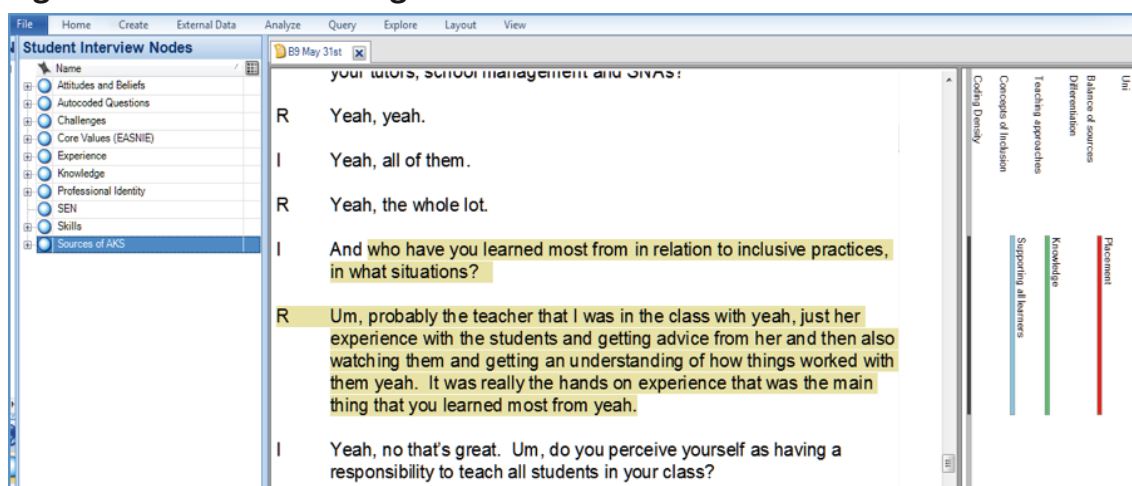 File Home Create External Data Analyze Query Explore Layout View
Student Interview Nodes
B9 May 31st
Name
Attitudes and Beliefs
Autocoded Questions
Challenges
Core Values (EASNIE)
Experience
Knowledge
Professional Identity
SEN
Skills
Sources of AKS
your tutors, school management and SNAs?
R Yeah, yeah.
I Yeah, all of them.
R Yeah, the whole lot.
I And who have you learned most from in relation to inclusive practices,
in what situations?
R Um, probably the teacher that I was in the class with yeah, just her
experience with the students and getting advice from her and then also
watching them and getting an understanding of how things worked with
them yeah. It was really the hands on experience that was the main
thing that you learned most from yeah.
I Yeah, no that's great. Um, do you perceive yourself as having a
responsibility to teach all students in your class?
Coding Density
Concepts of Inclusion
Supporting all learners
Teaching approaches
Knowledge
Differentiation
Balance of sources
Placement
Uni